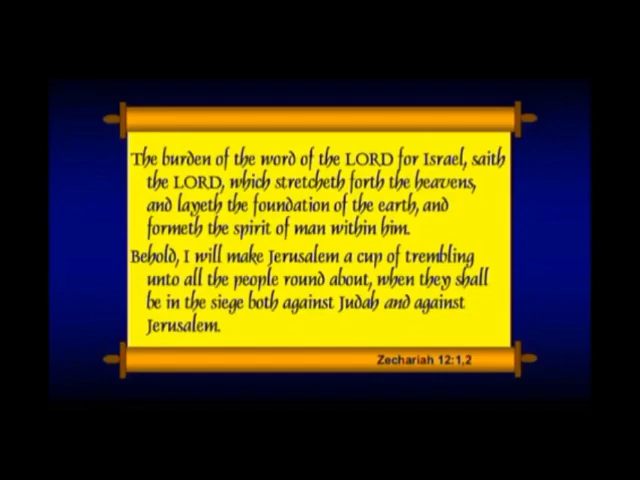 The burden of the word of the LORD for Israel, saith
the LORD, which stretcheth forth the heavens,
and layeth the foundation of the earth, and
formeth the spirit of man within him.
Behold, I will make Jerusalem a cup of trembling
unto all the people round about, when they shall
be in the siege both against Judah and against
Jerusalem.
Zechariah 12:1,2